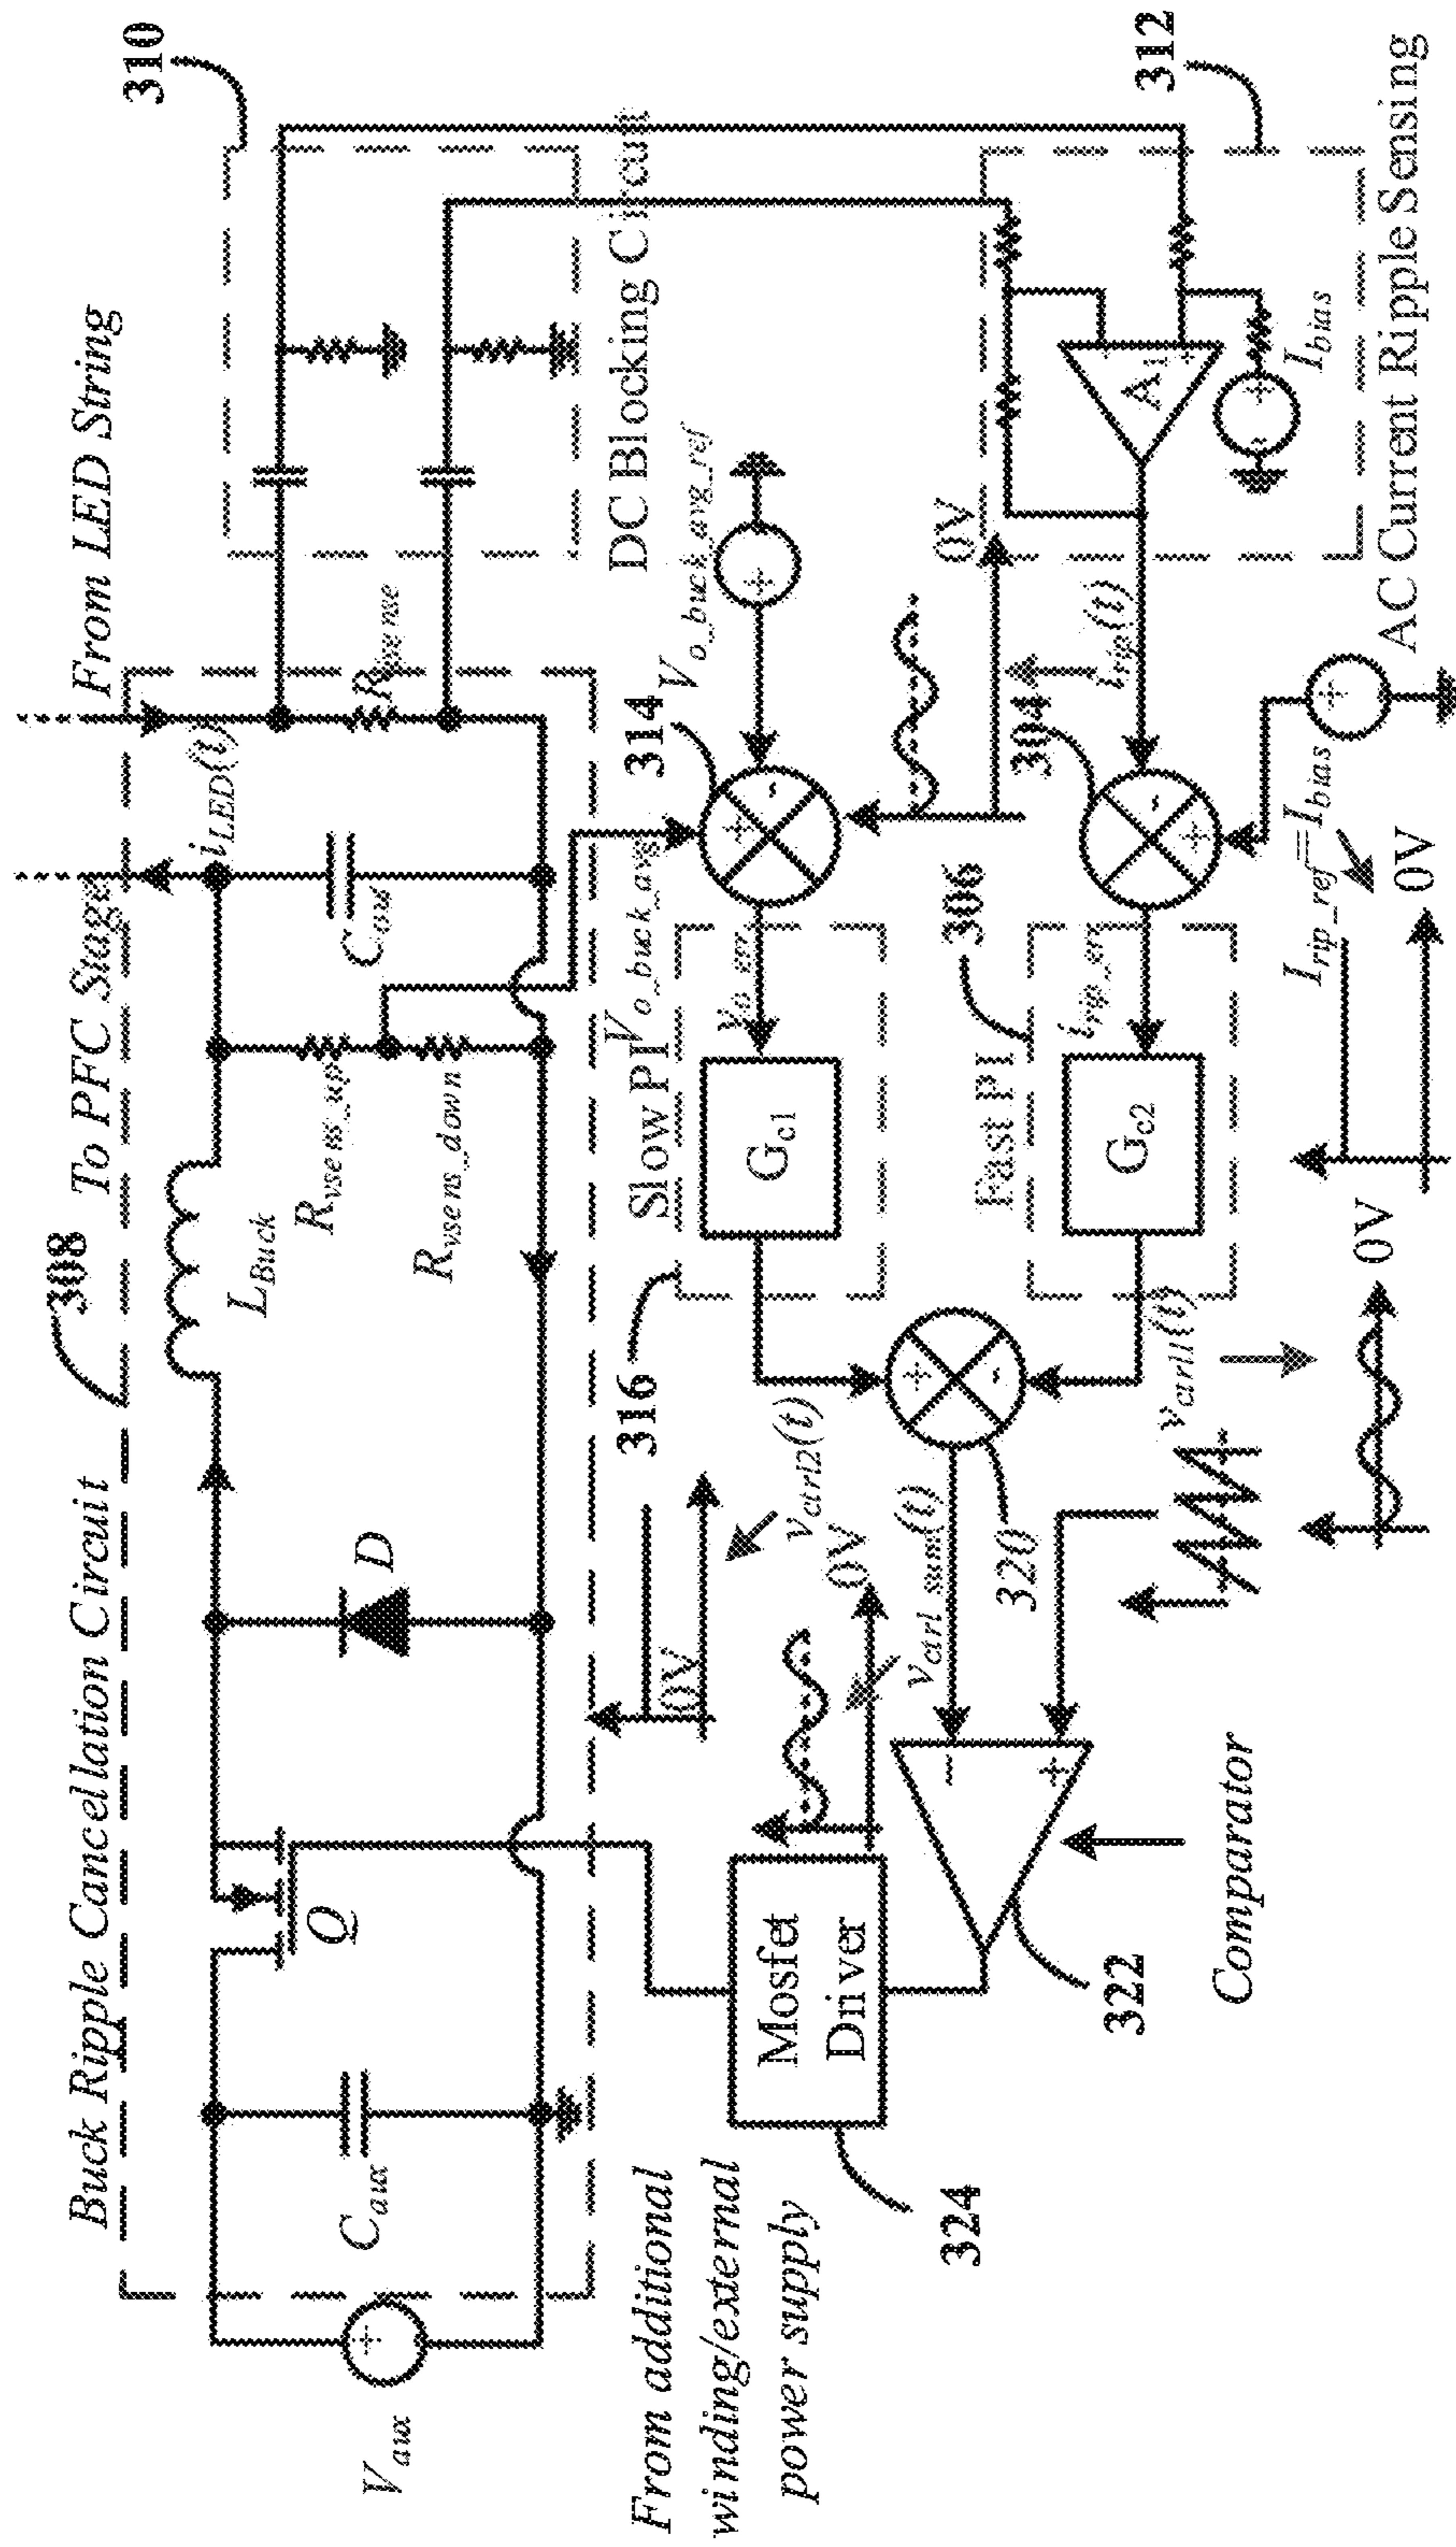 Buck Ripple Cancellation Circuit
308
To PFC Stage
From LED String
310
V_aux
+
C_aux
Q
D
L_Buck
R_vsens_up
R_vsens_down
C_out
i_LED(t)
R_sense
DC Blocking Circuit
From additional
winding/external
power supply
Mosfet
Driver
324
0V
316
Slow PI
V_o_buck_avg
314
V_o_buck_avg_ref
+
G_c1
v_o_err
+
-
v_ctrl2(t)
0V
v_ctrl_sum(t)
320
+
-
306
Fast PI
G_c2
i_rip_err
304
-
+
i_rip(t)
0V
A_1
-
+
+
I_bias
312
AC Current Ripple Sensing
−
+
322
Comparator
v_ctrl1(t)
0V
I_rip_ref=I_bias
0V
+